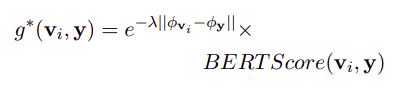 g*(v_i, y) = e^{−λ||ϕ_{v_i}−ϕ_y||} ×
BERTScore(v_i, y)